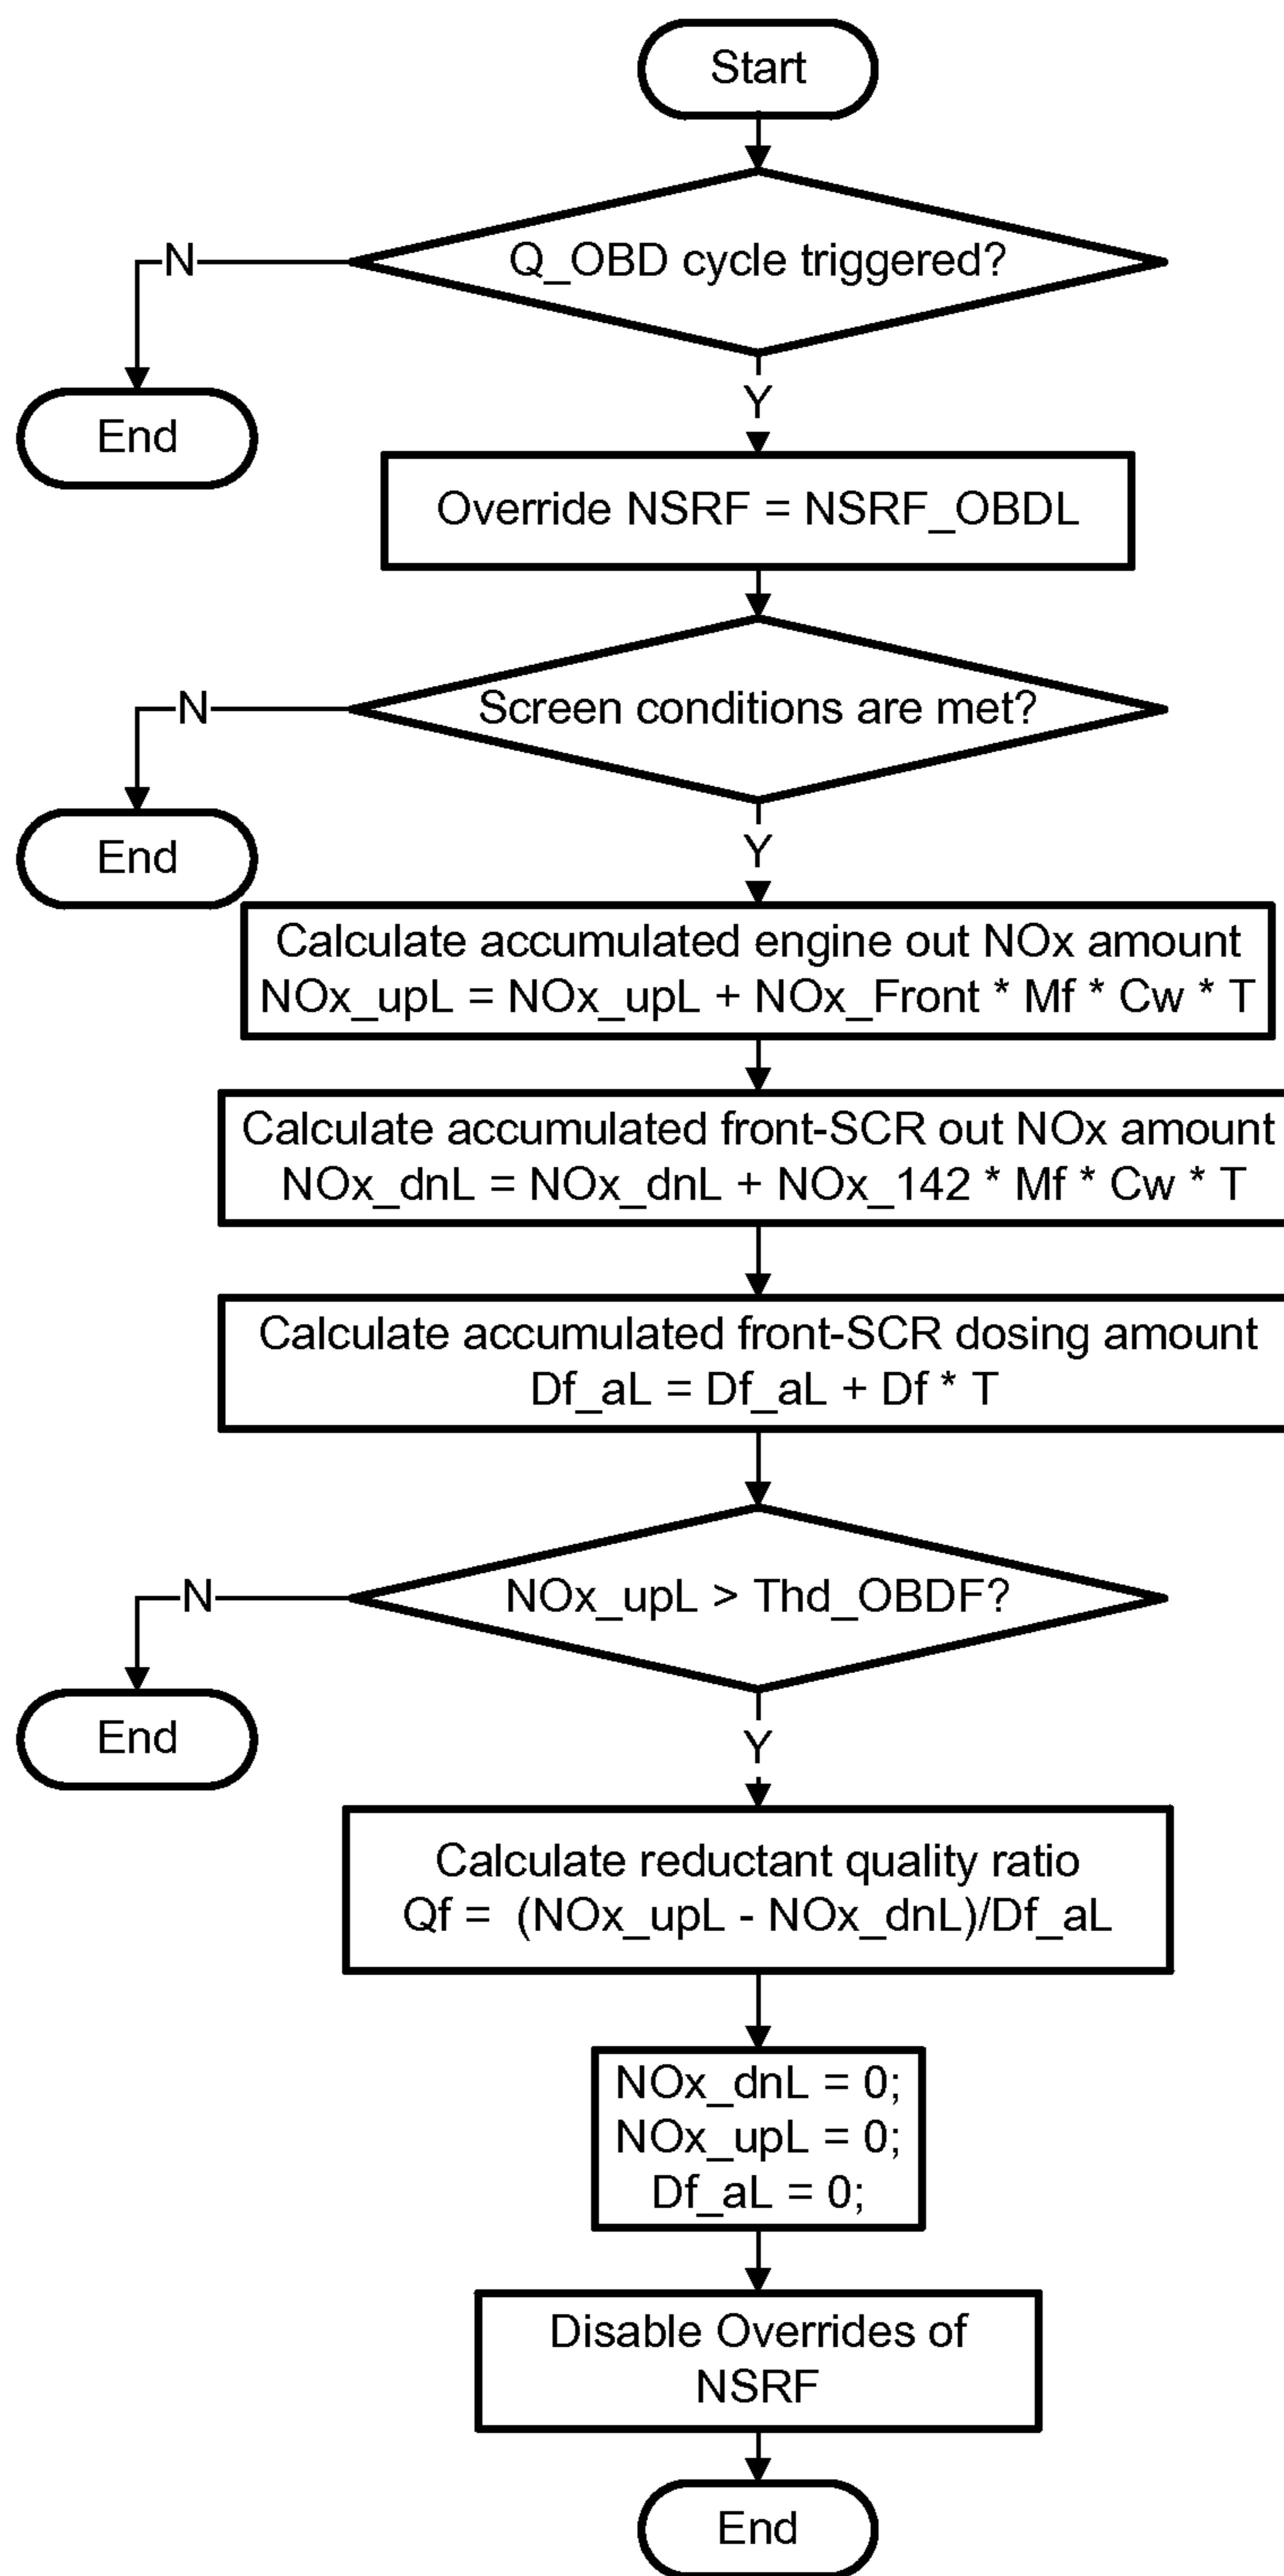 Start
Q_OBD cycle triggered?
N
End
Y
Override NSRF = NSRF_OBDL
Screen conditions are met?
N
End
Y
Calculate accumulated engine out NOx amount
NOx_upL = NOx_upL + NOx_Front * Mf * Cw * T
Calculate accumulated front-SCR out NOx amount
NOx_dnL = NOx_dnL + NOx_142 * Mf * Cw * T
Calculate accumulated front-SCR dosing amount
Df_aL = Df_aL + Df * T
NOx_upL > Thd_OBDF?
N
End
Y
Calculate reductant quality ratio
Qf = (NOx_upL - NOx_dnL)/Df_aL
NOx_dnL = 0;
NOx_upL = 0;
Df_aL = 0;
Disable Overrides of
NSRF
End